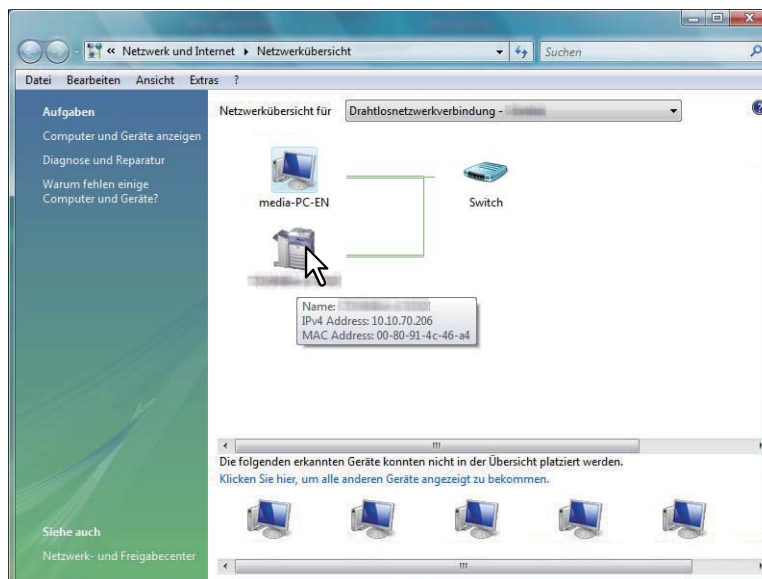 « Netzwerk und Internet Netzwerkübersicht
Suchen
Datei Bearbeiten Ansicht Extras ?
Aufgaben
Computer und Geräte anzeigen
Diagnose und Reparatur
Warum fehlen einige
Computer und Geräte?
Netzwerkübersicht für Drahtlosnetzwerkverbindung -
media-PC-EN
Switch
Name:
IPv4 Address: 10.10.70.206
MAC Address: 00-80-91-4c-46-a4
Die folgenden erkannten Geräte konnten nicht in der Übersicht platziert werden.
Klicken Sie hier, um alle anderen Geräte angezeigt zu bekommen.
Siehe auch
Netzwerk- und Freigabecenter